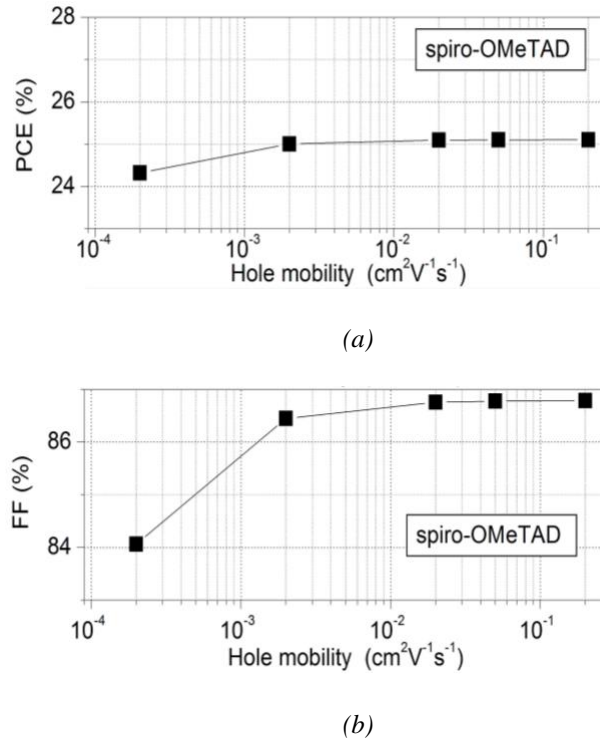 28
spiro-OMeTAD
26
PCE (%)
24
10⁻⁴ 10⁻³ 10⁻² 10⁻¹
Hole mobility (cm²V⁻¹s⁻¹)
(a)
86
FF (%)
84
spiro-OMeTAD
10⁻⁴ 10⁻³ 10⁻² 10⁻¹
Hole mobility (cm²V⁻¹s⁻¹)
(b)